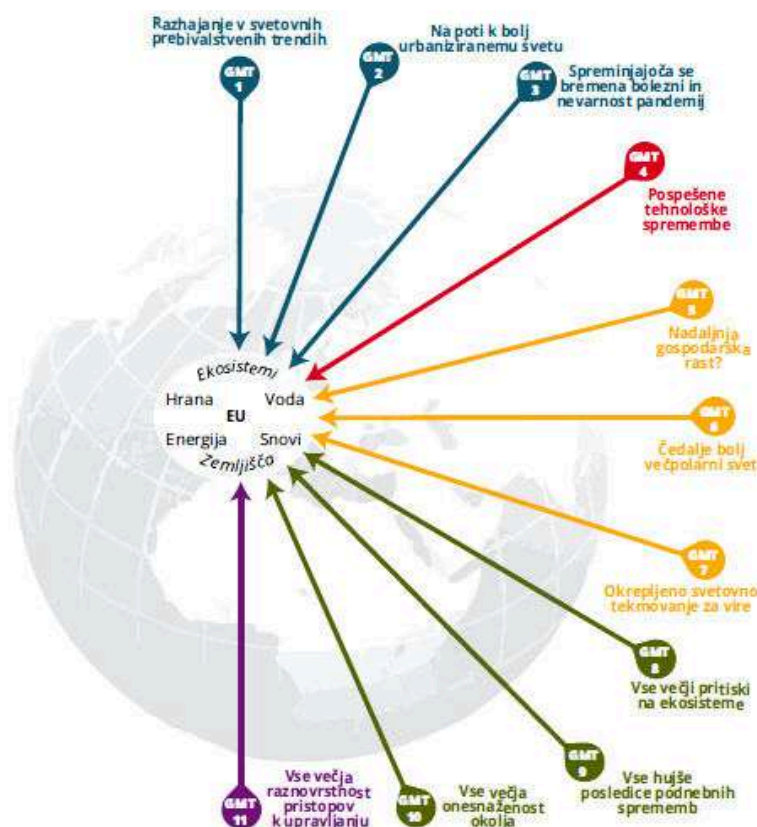 Razhajanje v svetovnih
prebivalstvenih trendih
GMT
1
Na poti k bolj
urbaniziranemu svetu
GMT
2
Spreminjajoča se
bremena bolezni in
nevarnost pandemij
GMT
3
GMT
4
Pospešene
tehnološke
spremembe
GMT
5
Nadaljnja
gospodarska
rast?
GMT
6
Čedalje bolj
večpolarni svet
GMT
7
Okrepljeno svetovno
tekmovanje za vire
GMT
8
Vse večji pritiski
na ekosisteme
GMT
9
Vse hujše
posledice podnebnih
sprememb
GMT
10
Vse večja
onesnaženost
okolja
GMT
11
Vse večja
raznovrstnost
pristopov
k upravljanju
Ekosistemi
Hrana Voda
EU
Energija Snovi
Zemljišča